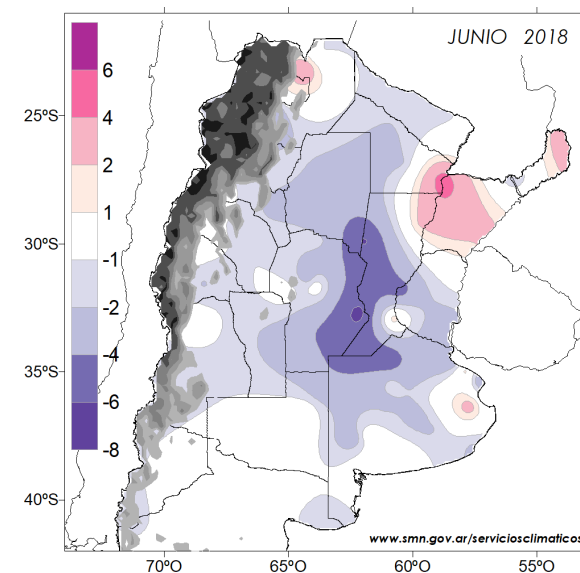 JUNIO 2018
6
4
2
1
-1
-2
-4
-6
-8
25ºS
30ºS
35ºS
40ºS
70ºO
65ºO
60ºO
55ºO
www.smn.gov.ar/serviciosclimaticos